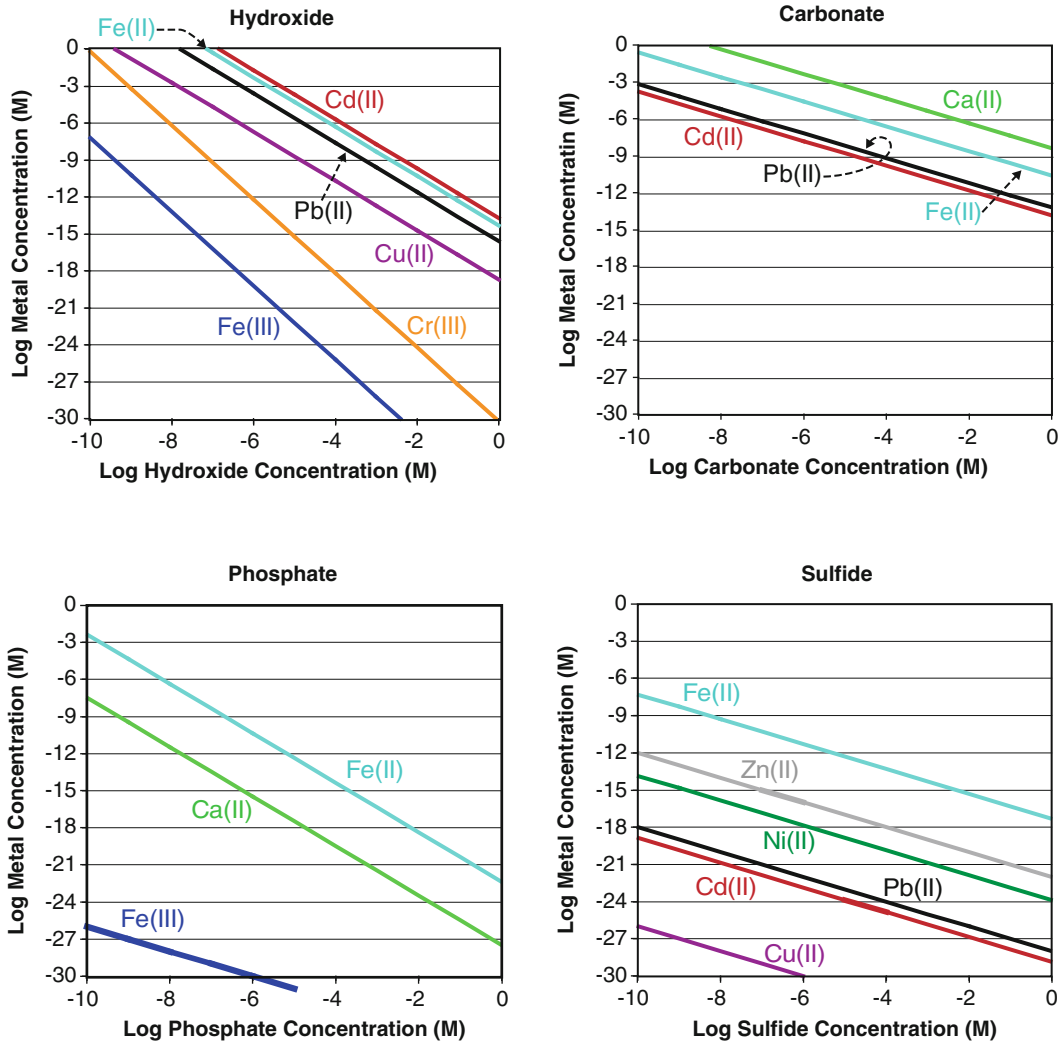 Hydroxide
Fe(II)
Log Metal Concentration (M)
0
-3
-6
-9
-12
-15
-18
-21
-24
-27
-30
Cd(II)
Pb(II)
Cu(II)
Fe(III)
Cr(III)
-10 -8 -6 -4 -2 0
Log Hydroxide Concentration (M)
Carbonate
Log Metal Concentratin (M)
0
-3
-6
-9
-12
-15
-18
-21
-24
-27
-30
Ca(II)
Cd(II)
Pb(II)
Fe(II)
-10 -8 -6 -4 -2 0
Log Carbonate Concentration (M)
Phosphate
Log Metal Concentration (M)
0
-3
-6
-9
-12
-15
-18
-21
-24
-27
-30
Fe(II)
Ca(II)
Fe(III)
-10 -8 -6 -4 -2 0
Log Phosphate Concentration (M)
Sulfide
Log Metal Concentration (M)
0
-3
-6
-9
-12
-15
-18
-21
-24
-27
-30
Fe(II)
Zn(II)
Ni(II)
Cd(II)
Pb(II)
Cu(II)
-10 -8 -6 -4 -2 0
Log Sulfide Concentration (M)